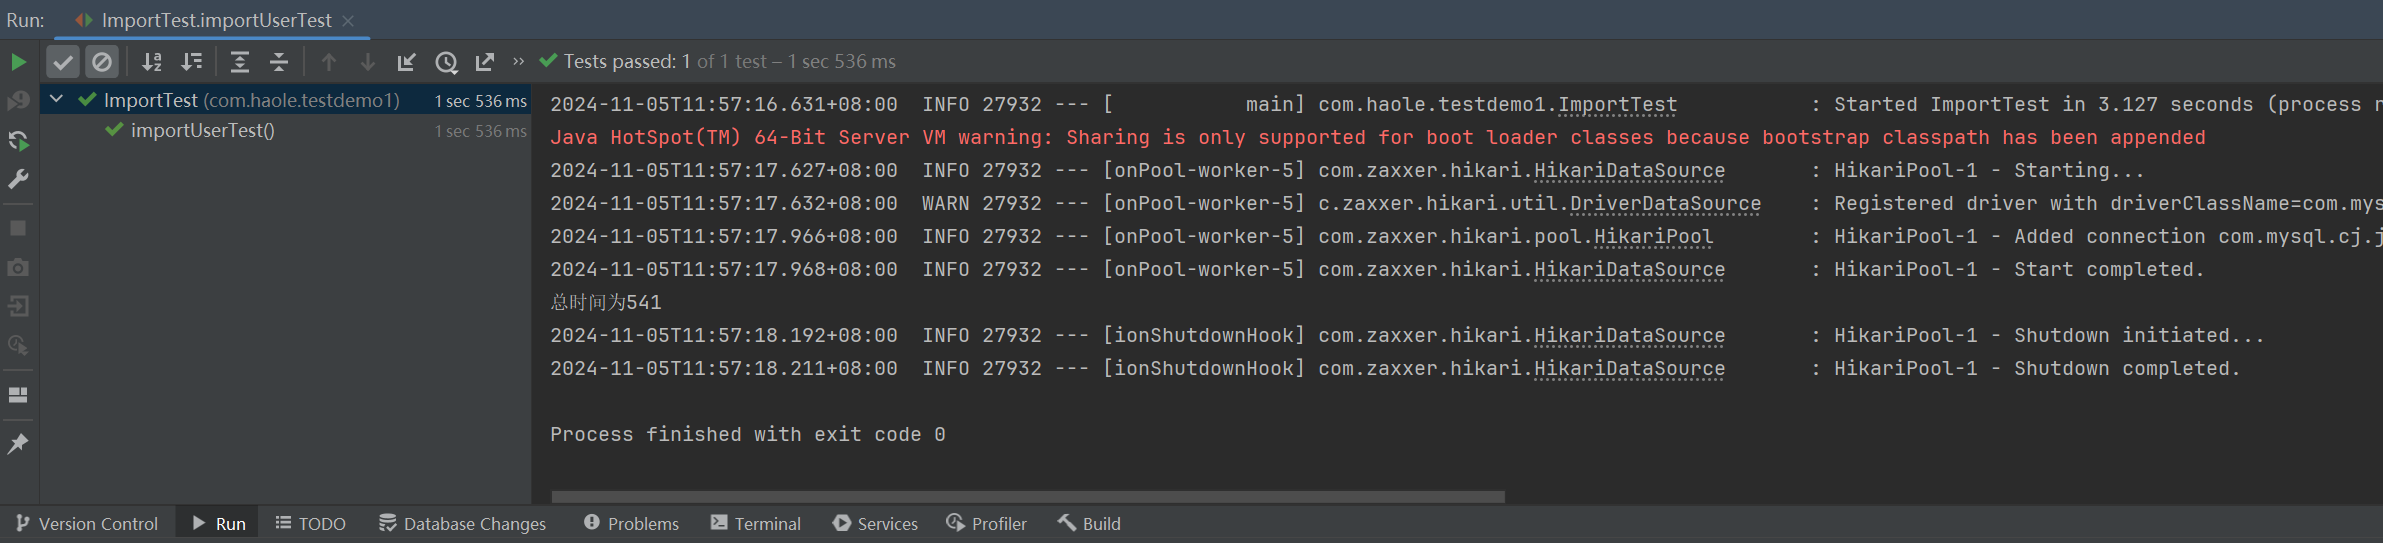 Run: ImportTest.importUserTest
Tests passed: 1 of 1 test – 1 sec 536 ms
ImportTest (com.haole.testdemo1) 1 sec 536 ms
importUserTest() 1 sec 536 ms
2024-11-05T11:57:16.631+08:00  INFO 27932 --- [           main] com.haole.testdemo1.ImportTest           : Started ImportTest in 3.127 seconds (process r
Java HotSpot(TM) 64-Bit Server VM warning: Sharing is only supported for boot loader classes because bootstrap classpath has been appended
2024-11-05T11:57:17.627+08:00  INFO 27932 --- [onPool-worker-5] com.zaxxer.hikari.HikariDataSource       : HikariPool-1 - Starting...
2024-11-05T11:57:17.632+08:00  WARN 27932 --- [onPool-worker-5] c.zaxxer.hikari.util.DriverDataSource    : Registered driver with driverClassName=com.mys
2024-11-05T11:57:17.966+08:00  INFO 27932 --- [onPool-worker-5] com.zaxxer.hikari.pool.HikariPool        : HikariPool-1 - Added connection com.mysql.cj.j
2024-11-05T11:57:17.968+08:00  INFO 27932 --- [onPool-worker-5] com.zaxxer.hikari.HikariDataSource       : HikariPool-1 - Start completed.
总时间为541
2024-11-05T11:57:18.192+08:00  INFO 27932 --- [ionShutdownHook] com.zaxxer.hikari.HikariDataSource       : HikariPool-1 - Shutdown initiated...
2024-11-05T11:57:18.211+08:00  INFO 27932 --- [ionShutdownHook] com.zaxxer.hikari.HikariDataSource       : HikariPool-1 - Shutdown completed.
Process finished with exit code 0
Version Control Run TODO Database Changes Problems Terminal Services Profiler Build